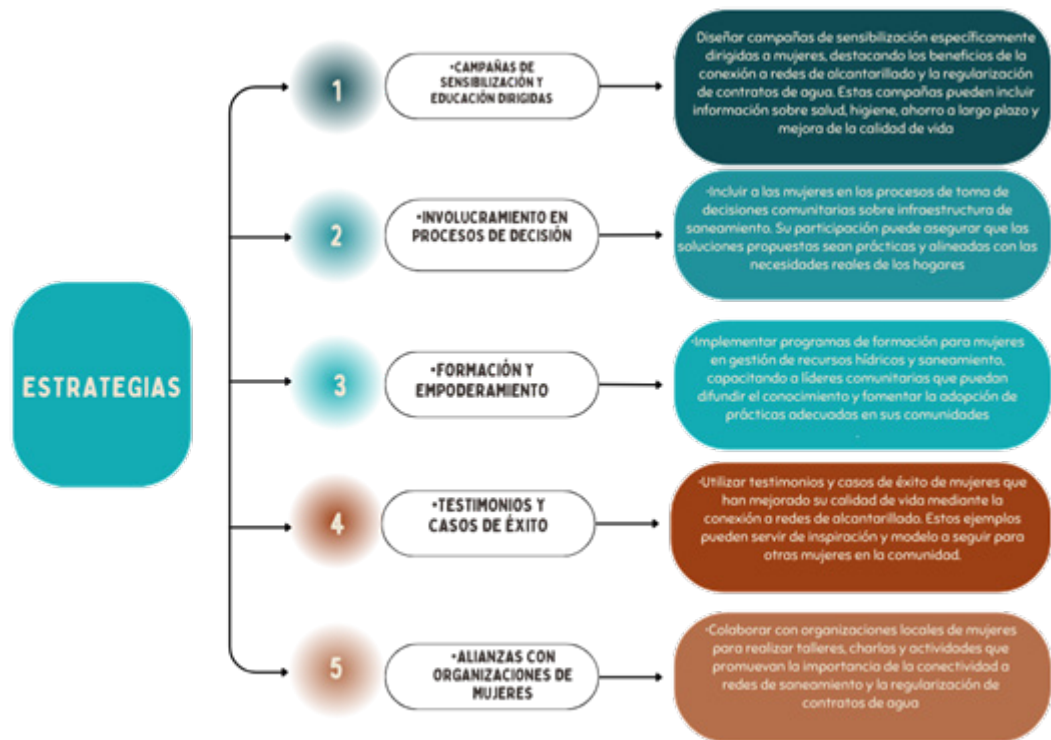 ESTRATEGIAS
1
•CAMPAÑAS DE
SENSIBILIZACIÓN Y
EDUCACIÓN DIRIGIDAS
Diseñar campañas de sensibilización específicamente
dirigidas a mujeres, destacando los beneficios de la
conexión a redes de alcantarillado y la regularización
de contratos de agua. Estas campañas pueden incluir
información sobre salud, higiene, ahorro a largo plazo y
mejora de la calidad de vida
2
•INVOLUCRAMIENTO EN
PROCESOS DE DECISIÓN
•Incluir a las mujeres en los procesos de toma de
decisiones comunitarias sobre infraestructura de
saneamiento. Su participación puede asegurar que las
soluciones propuestas sean prácticas y alineadas con las
necesidades reales de los hogares
3
•FORMACIÓN Y
EMPODERAMIENTO
•Implementar programas de formación para mujeres
en gestión de recursos hídricos y saneamiento,
capacitando a líderes comunitarias que puedan
difundir el conocimiento y fomentar la adopción de
prácticas adecuadas en sus comunidades
.
4
•TESTIMONIOS Y
CASOS DE ÉXITO
•Utilizar testimonios y casos de éxito de mujeres que
han mejorado su calidad de vida mediante la
conexión a redes de alcantarillado. Estos ejemplos
pueden servir de inspiración y modelo a seguir para
otras mujeres en la comunidad.
5
•ALIANZAS CON
ORGANIZACIONES DE
MUJERES
•Colaborar con organizaciones locales de mujeres
para realizar talleres, charlas y actividades que
promuevan la importancia de la conectividad a
redes de saneamiento y la regularización de
contratos de agua